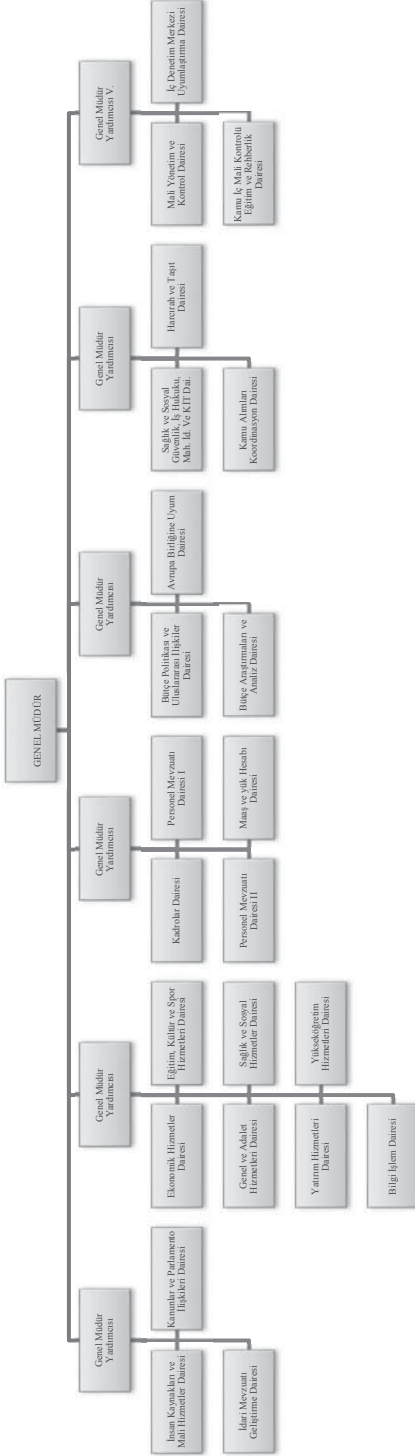 GENEL MÜDÜR
Genel Müdür
Yardımcısı
İnsan Kaynakları ve
Mali Hizmetler Dairesi
Kanunlar ve Parlamento
İlişkileri Dairesi
İdari Mevzuatı
Geliştirme Dairesi
Genel Müdür
Yardımcısı
Ekonomik Hizmetler
Dairesi
Eğitim, Kültür ve Spor
Hizmetleri Dairesi
Genel ve Adalet
Hizmetleri Dairesi
Sağlık ve Sosyal
Hizmetler Dairesi
Yatırım Hizmetleri
Dairesi
Yükseköğretim
Hizmetleri Dairesi
Bilgi İşlem Dairesi
Genel Müdür
Yardımcısı
Kadrolar Dairesi
Personel Mevzuatı
Dairesi I
Personel Mevzuatı
Dairesi II
Maaş ve yük Hesabı
Dairesi
Genel Müdür
Yardımcısı
Bütçe Politikası ve
Uluslararası İlişkiler
Dairesi
Avrupa Birliğine Uyum
Dairesi
Bütçe Araştırmaları ve
Analiz Dairesi
Genel Müdür
Yardımcısı
Sağlık ve Sosyal
Güvenlik, İş Hukuku,
Mah. İd. Ve KİT Dai.
Harcırah ve Taşıt
Dairesi
Kamu Alımları
Koordinasyon Dairesi
Genel Müdür
Yardımcısı V.
Mali Yönetim ve
Kontrol Dairesi
İç Denetim Merkezi
Uyumlaştırma Dairesi
Kamu İç Mali Kontrolü
Eğitim ve Rehberlik
Dairesi